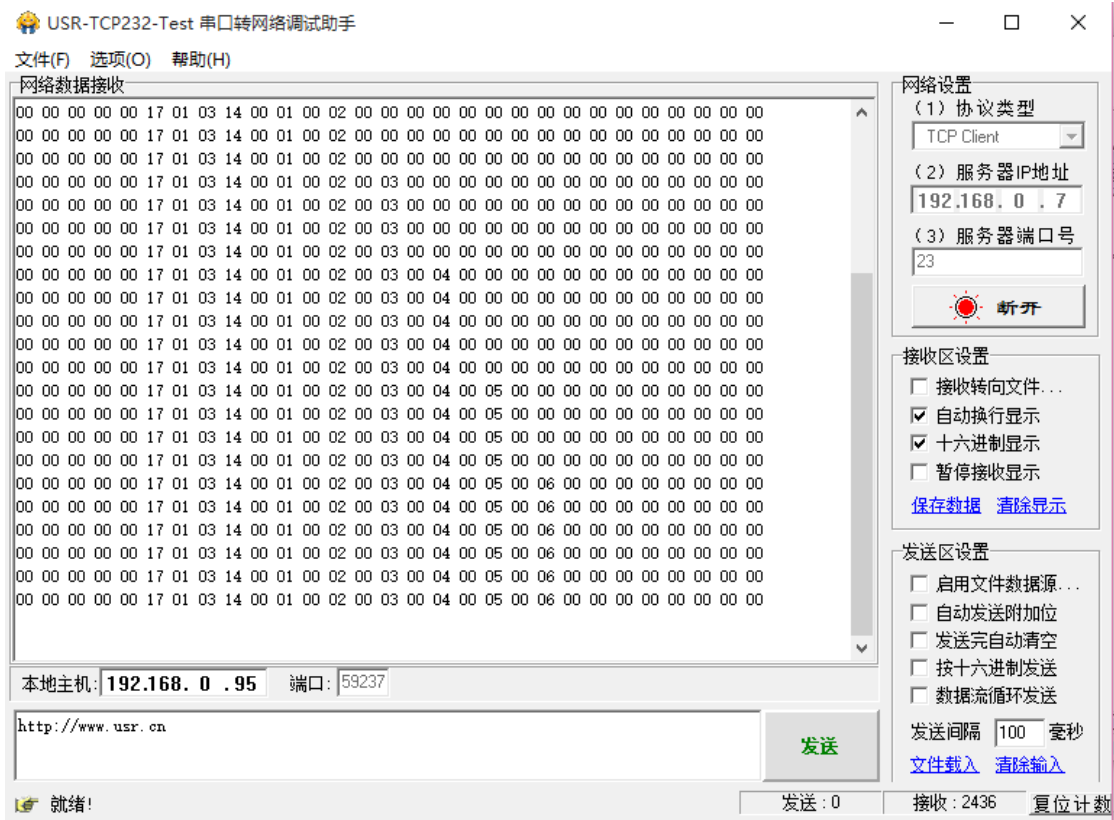 USR-TCP232-Test 串口转网络调试助手
文件(F) 选项(O) 帮助(H)
网络数据接收
00 00 00 00 00 17 01 03 14 00 01 00 02 00 00 00 00 00 00 00 00 00 00 00 00 00 00 00 00
00 00 00 00 00 17 01 03 14 00 01 00 02 00 00 00 00 00 00 00 00 00 00 00 00 00 00 00 00
00 00 00 00 00 17 01 03 14 00 01 00 02 00 00 00 00 00 00 00 00 00 00 00 00 00 00 00 00
00 00 00 00 00 17 01 03 14 00 01 00 02 00 03 00 00 00 00 00 00 00 00 00 00 00 00 00 00
00 00 00 00 00 17 01 03 14 00 01 00 02 00 03 00 00 00 00 00 00 00 00 00 00 00 00 00 00
00 00 00 00 00 17 01 03 14 00 01 00 02 00 03 00 00 00 00 00 00 00 00 00 00 00 00 00 00
00 00 00 00 00 17 01 03 14 00 01 00 02 00 03 00 00 00 00 00 00 00 00 00 00 00 00 00 00
00 00 00 00 00 17 01 03 14 00 01 00 02 00 03 00 04 00 00 00 00 00 00 00 00 00 00 00 00
00 00 00 00 00 17 01 03 14 00 01 00 02 00 03 00 04 00 00 00 00 00 00 00 00 00 00 00 00
00 00 00 00 00 17 01 03 14 00 01 00 02 00 03 00 04 00 00 00 00 00 00 00 00 00 00 00 00
00 00 00 00 00 17 01 03 14 00 01 00 02 00 03 00 04 00 00 00 00 00 00 00 00 00 00 00 00
00 00 00 00 00 17 01 03 14 00 01 00 02 00 03 00 04 00 00 00 00 00 00 00 00 00 00 00 00
00 00 00 00 00 17 01 03 14 00 01 00 02 00 03 00 04 00 05 00 00 00 00 00 00 00 00 00 00
00 00 00 00 00 17 01 03 14 00 01 00 02 00 03 00 04 00 05 00 00 00 00 00 00 00 00 00 00
00 00 00 00 00 17 01 03 14 00 01 00 02 00 03 00 04 00 05 00 00 00 00 00 00 00 00 00 00
00 00 00 00 00 17 01 03 14 00 01 00 02 00 03 00 04 00 05 00 00 00 00 00 00 00 00 00 00
00 00 00 00 00 17 01 03 14 00 01 00 02 00 03 00 04 00 05 00 06 00 00 00 00 00 00 00 00
00 00 00 00 00 17 01 03 14 00 01 00 02 00 03 00 04 00 05 00 06 00 00 00 00 00 00 00 00
00 00 00 00 00 17 01 03 14 00 01 00 02 00 03 00 04 00 05 00 06 00 00 00 00 00 00 00 00
00 00 00 00 00 17 01 03 14 00 01 00 02 00 03 00 04 00 05 00 06 00 00 00 00 00 00 00 00
00 00 00 00 00 17 01 03 14 00 01 00 02 00 03 00 04 00 05 00 06 00 00 00 00 00 00 00 00
00 00 00 00 00 17 01 03 14 00 01 00 02 00 03 00 04 00 05 00 06 00 00 00 00 00 00 00 00
本地主机: 192.168. 0 .95 端口: 59237
http://www.usr.cn
发送
网络设置
(1) 协议类型
TCP Client
(2) 服务器IP地址
192.168. 0 . 7
(3) 服务器端口号
23
断开
接收区设置
接收转向文件...
自动换行显示
十六进制显示
暂停接收显示
保存数据 清除显示
发送区设置
启用文件数据源...
自动发送附加位
发送完自动清空
按十六进制发送
数据流循环发送
发送间隔 100 毫秒
文件载入 清除输入
就绪! 发送:0 接收:2436 复位计数